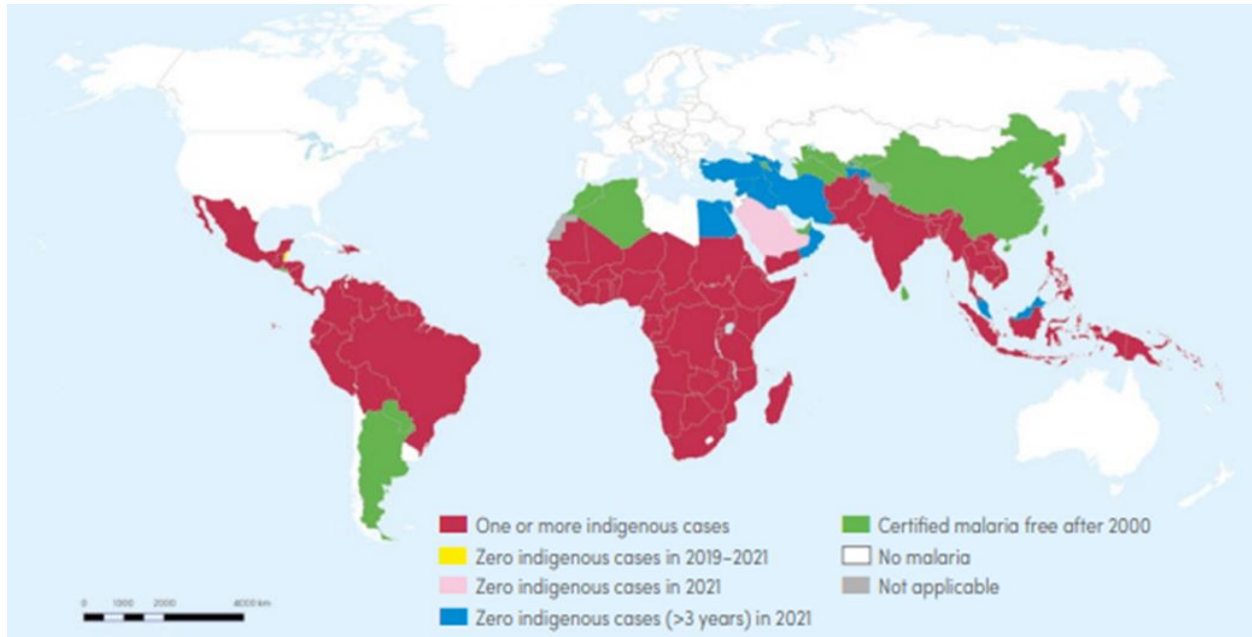 One or more indigenous cases
Zero indigenous cases in 2019–2021
Zero indigenous cases in 2021
Zero indigenous cases (>3 years) in 2021
Certified malaria free after 2000
No malaria
Not applicable
0 1000 2000 4000 km